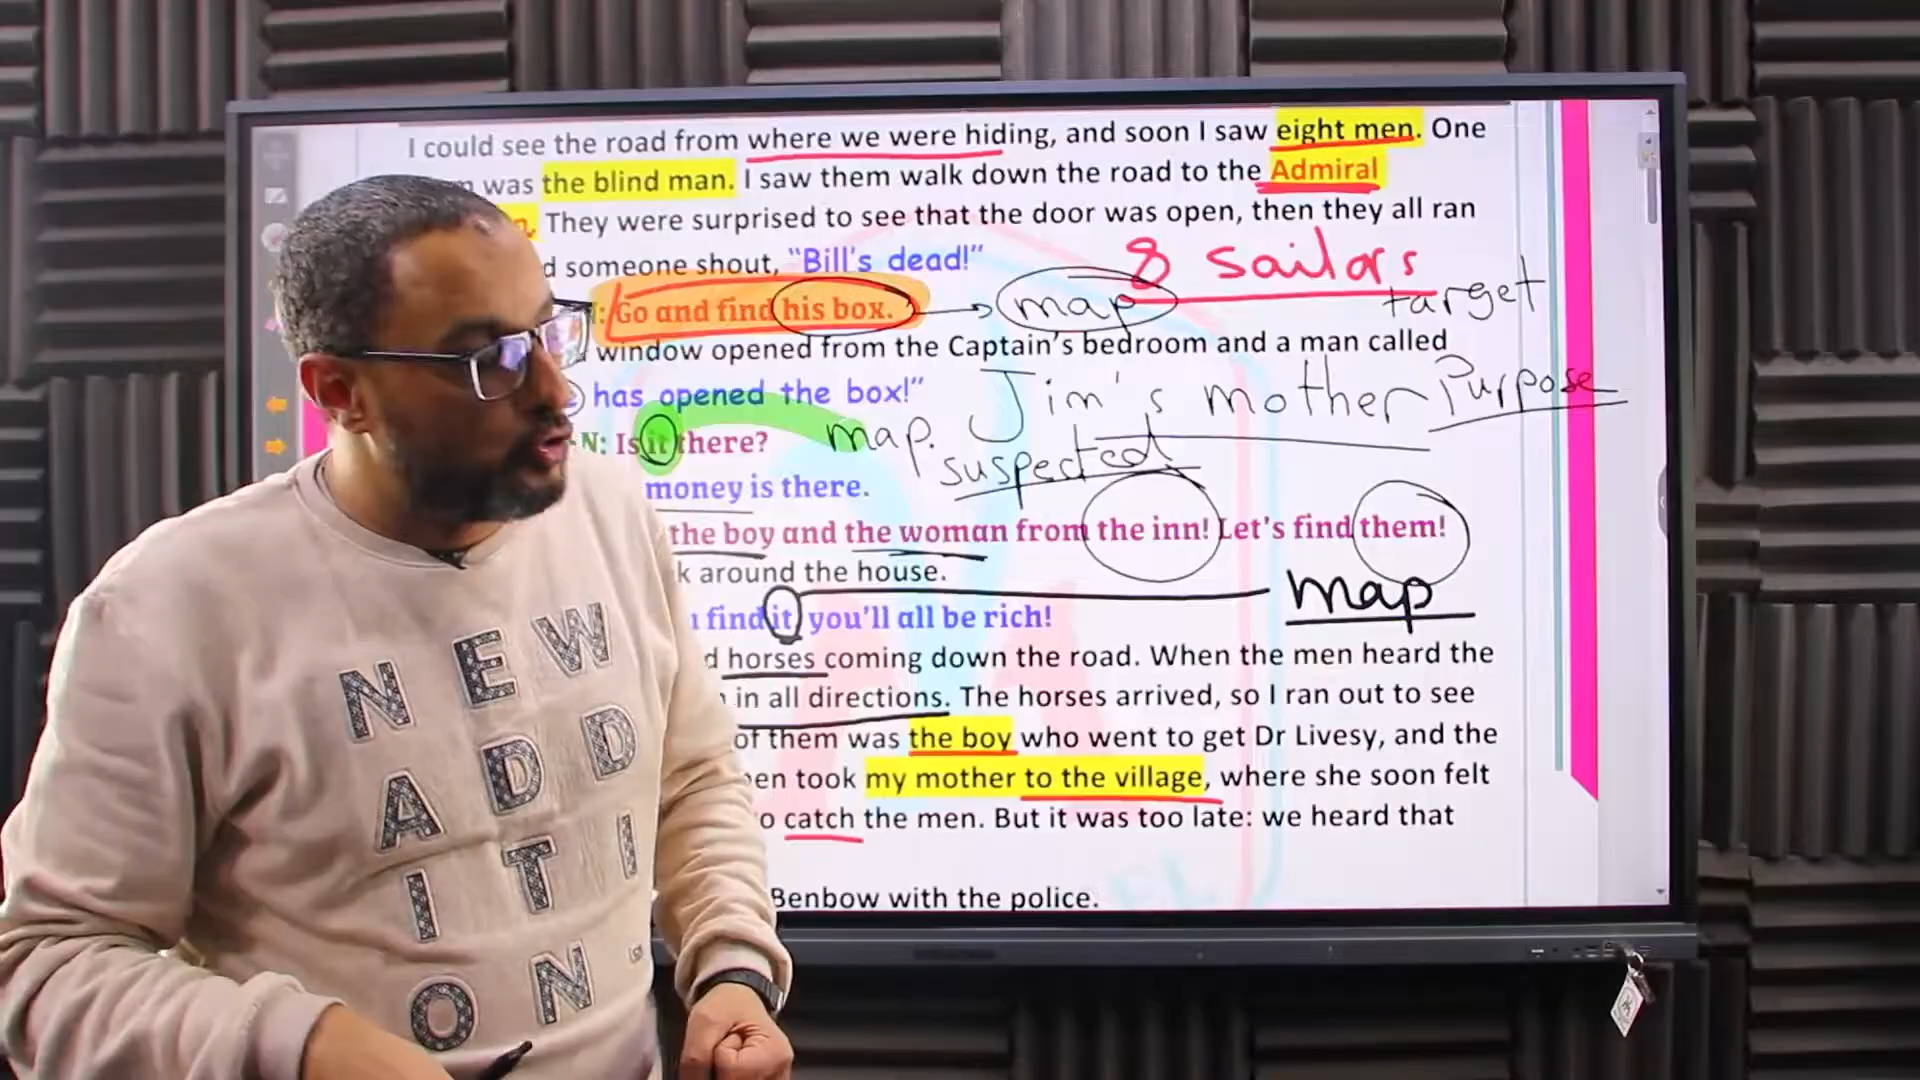 I could see the road from where we were hiding, and soon I saw eight men. One
was the blind man. I saw them walk down the road to the Admiral
They were surprised to see that the door was open, then they all ran
d someone shout, "Bill's dead!"
8 sailors
: Go and find his box.
map
target
window opened from the Captain's bedroom and a man called
has opened the box!"
Jim's mother
Purpose
N: Is it there?
map.
suspected
money is there.
the boy and the woman from the inn! Let's find them!
k around the house.
map
find it, you'll all be rich!
d horses coming down the road. When the men heard the
in all directions. The horses arrived, so I ran out to see
of them was the boy who went to get Dr Livesy, and the
en took my mother to the village, where she soon felt
o catch the men. But it was too late: we heard that
Benbow with the police.
NEW
ADD
ITI
ON.